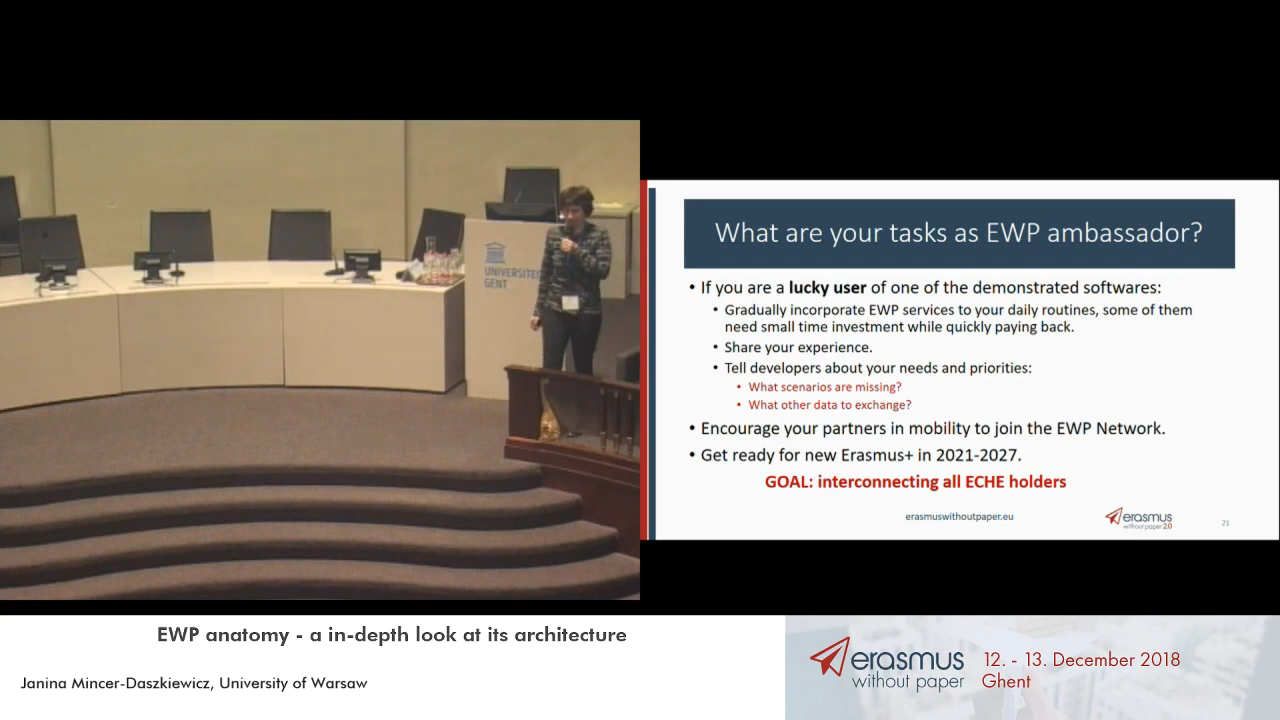 UNIVERSITEIT
GENT
What are your tasks as EWP ambassador?
• If you are a lucky user of one of the demonstrated softwares:
• Gradually incorporate EWP services to your daily routines, some of them
need small time investment while quickly paying back.
• Share your experience.
• Tell developers about your needs and priorities:
• What scenarios are missing?
• What other data to exchange?
• Encourage your partners in mobility to join the EWP Network.
• Get ready for new Erasmus+ in 2021-2027.
GOAL: interconnecting all ECHE holders
erasmuswithoutpaper.eu
erasmus
without paper 2.0
21
EWP anatomy - a in-depth look at its architecture
Janina Mincer-Daszkiewicz, University of Warsaw
erasmus
without paper
12. - 13. December 2018
Ghent